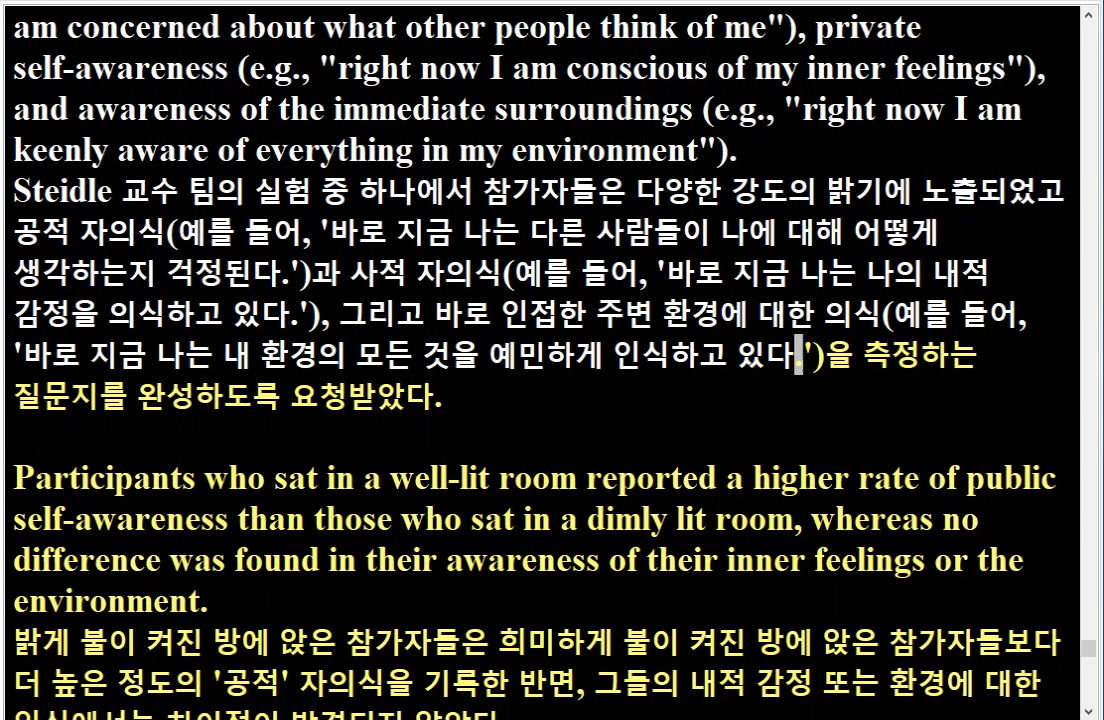 am concerned about what other people think of me"), private
self-awareness (e.g., "right now I am conscious of my inner feelings"),
and awareness of the immediate surroundings (e.g., "right now I am
keenly aware of everything in my environment").
Steidle 교수 팀의 실험 중 하나에서 참가자들은 다양한 강도의 밝기에 노출되었고
공적 자의식(예를 들어, '바로 지금 나는 다른 사람들이 나에 대해 어떻게
생각하는지 걱정된다.')과 사적 자의식(예를 들어, '바로 지금 나는 나의 내적
감정을 의식하고 있다.'), 그리고 바로 인접한 주변 환경에 대한 의식(예를 들어,
'바로 지금 나는 내 환경의 모든 것을 예민하게 인식하고 있다.')을 측정하는
질문지를 완성하도록 요청받았다.
Participants who sat in a well-lit room reported a higher rate of public
self-awareness than those who sat in a dimly lit room, whereas no
difference was found in their awareness of their inner feelings or the
environment.
밝게 불이 켜진 방에 앉은 참가자들은 희미하게 불이 켜진 방에 앉은 참가자들보다
더 높은 정도의 '공적' 자의식을 기록한 반면, 그들의 내적 감정 또는 환경에 대한